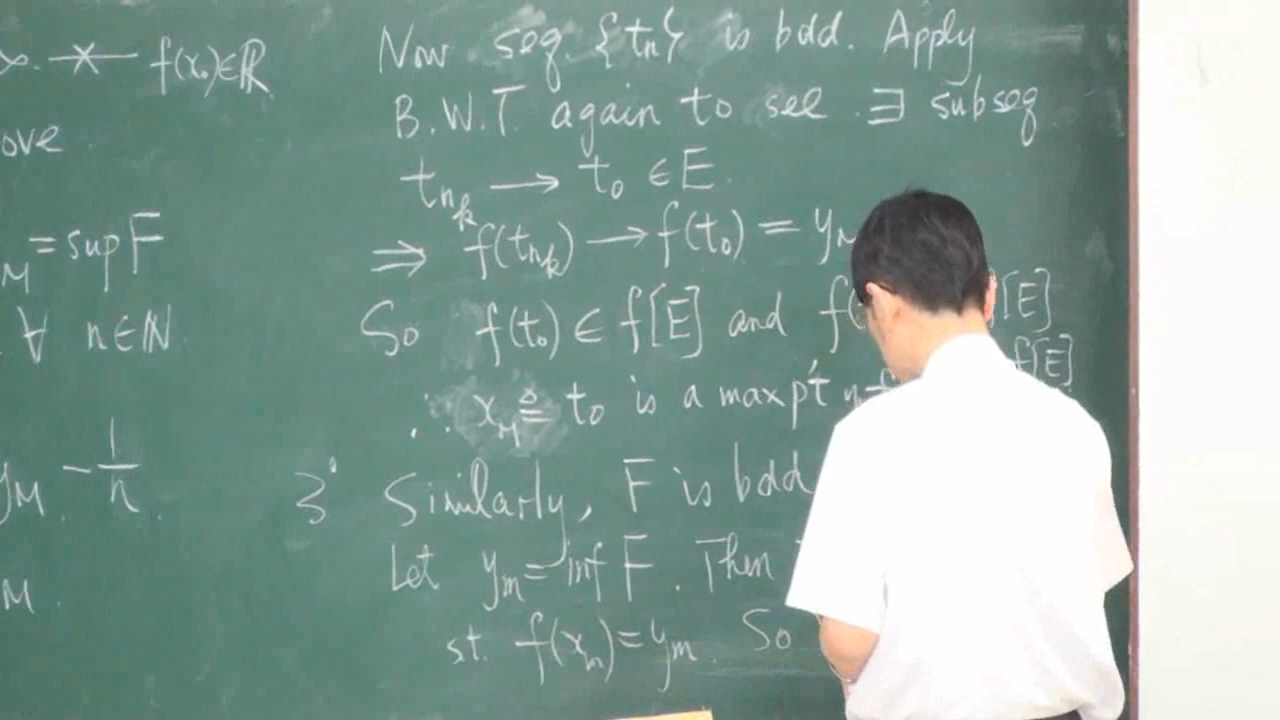 f(x₀)∈ℝ
ove
M = sup F
∀ n∈ℕ
yM - 1/n
M.
Now seq. {tn} is bdd. Apply
B.W.T. again to see ∃ subseq
tnk → t₀ ∈ E.
⇒ f(tnk) → f(t₀) = yM
So f(t₀) ∈ f[E] and f( [E]
∴ xM ≜ t₀ is a max pt f[E]
3° Similarly, F is bdd
Let ym = inf F. Then
st. f(xm) = ym. So